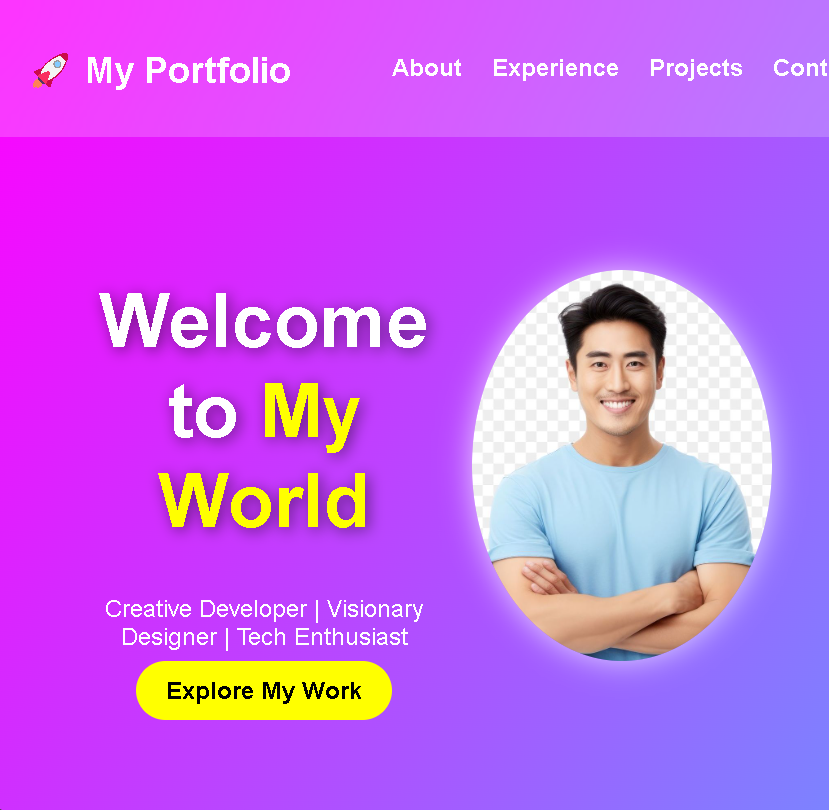 My Portfolio
About Experience Projects Cont
Welcome
to My
World
Creative Developer | Visionary
Designer | Tech Enthusiast
Explore My Work